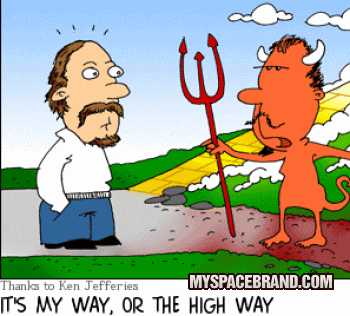 Thanks to Ken Jefferies
MYSPACEBRAND.COM
IT'S MY WAY, OR THE HIGH WAY